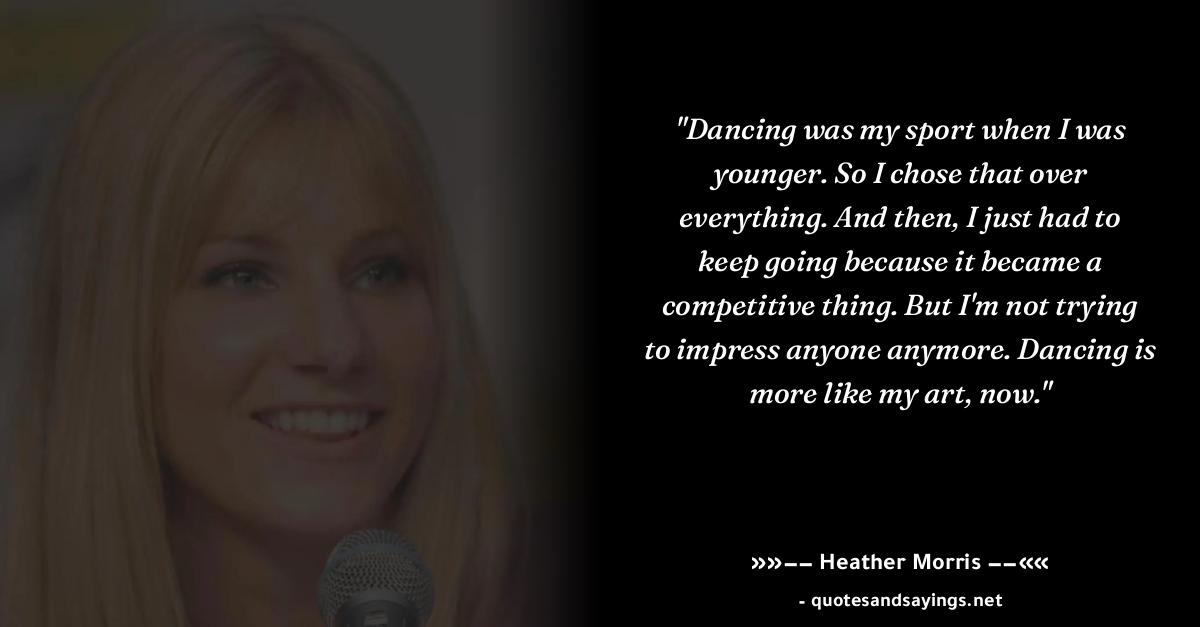 "Dancing was my sport when I was
younger. So I chose that over
everything. And then, I just had to
keep going because it became a
competitive thing. But I'm not trying
to impress anyone anymore. Dancing is
more like my art, now."
»»–– Heather Morris ––««
- quotesandsayings.net